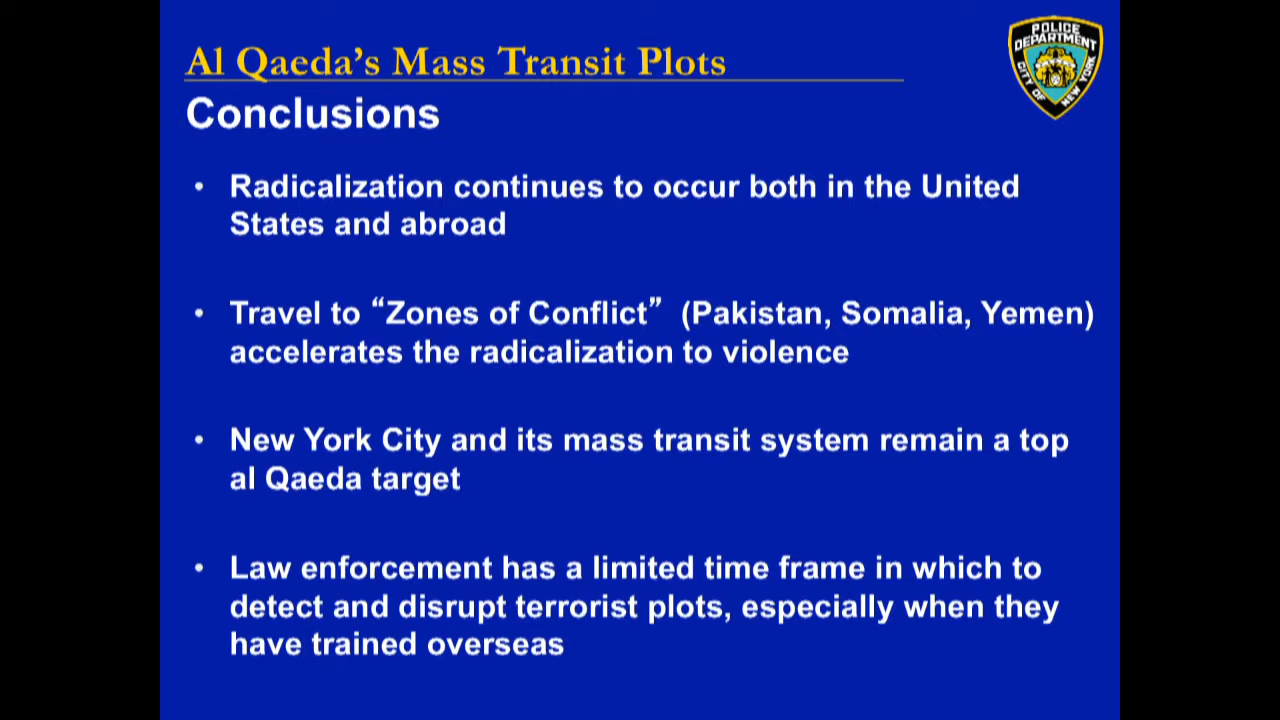 Al Qaeda's Mass Transit Plots
POLICE
DEPARTMENT
CITY OF
NEW YORK
Conclusions
• Radicalization continues to occur both in the United
States and abroad
• Travel to “Zones of Conflict” (Pakistan, Somalia, Yemen)
accelerates the radicalization to violence
• New York City and its mass transit system remain a top
al Qaeda target
• Law enforcement has a limited time frame in which to
detect and disrupt terrorist plots, especially when they
have trained overseas